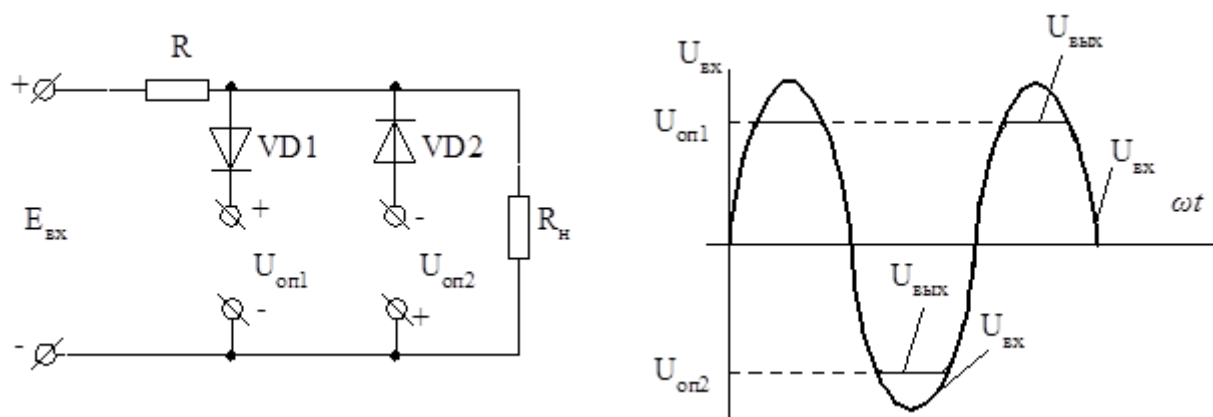 R
+
VD1
VD2
+
-
E_вх
U_оп1
U_оп2
R_н
-
+
-
U_вых
U_вх
U_оп1
U_вх
ωt
U_вых
U_вх
U_оп2